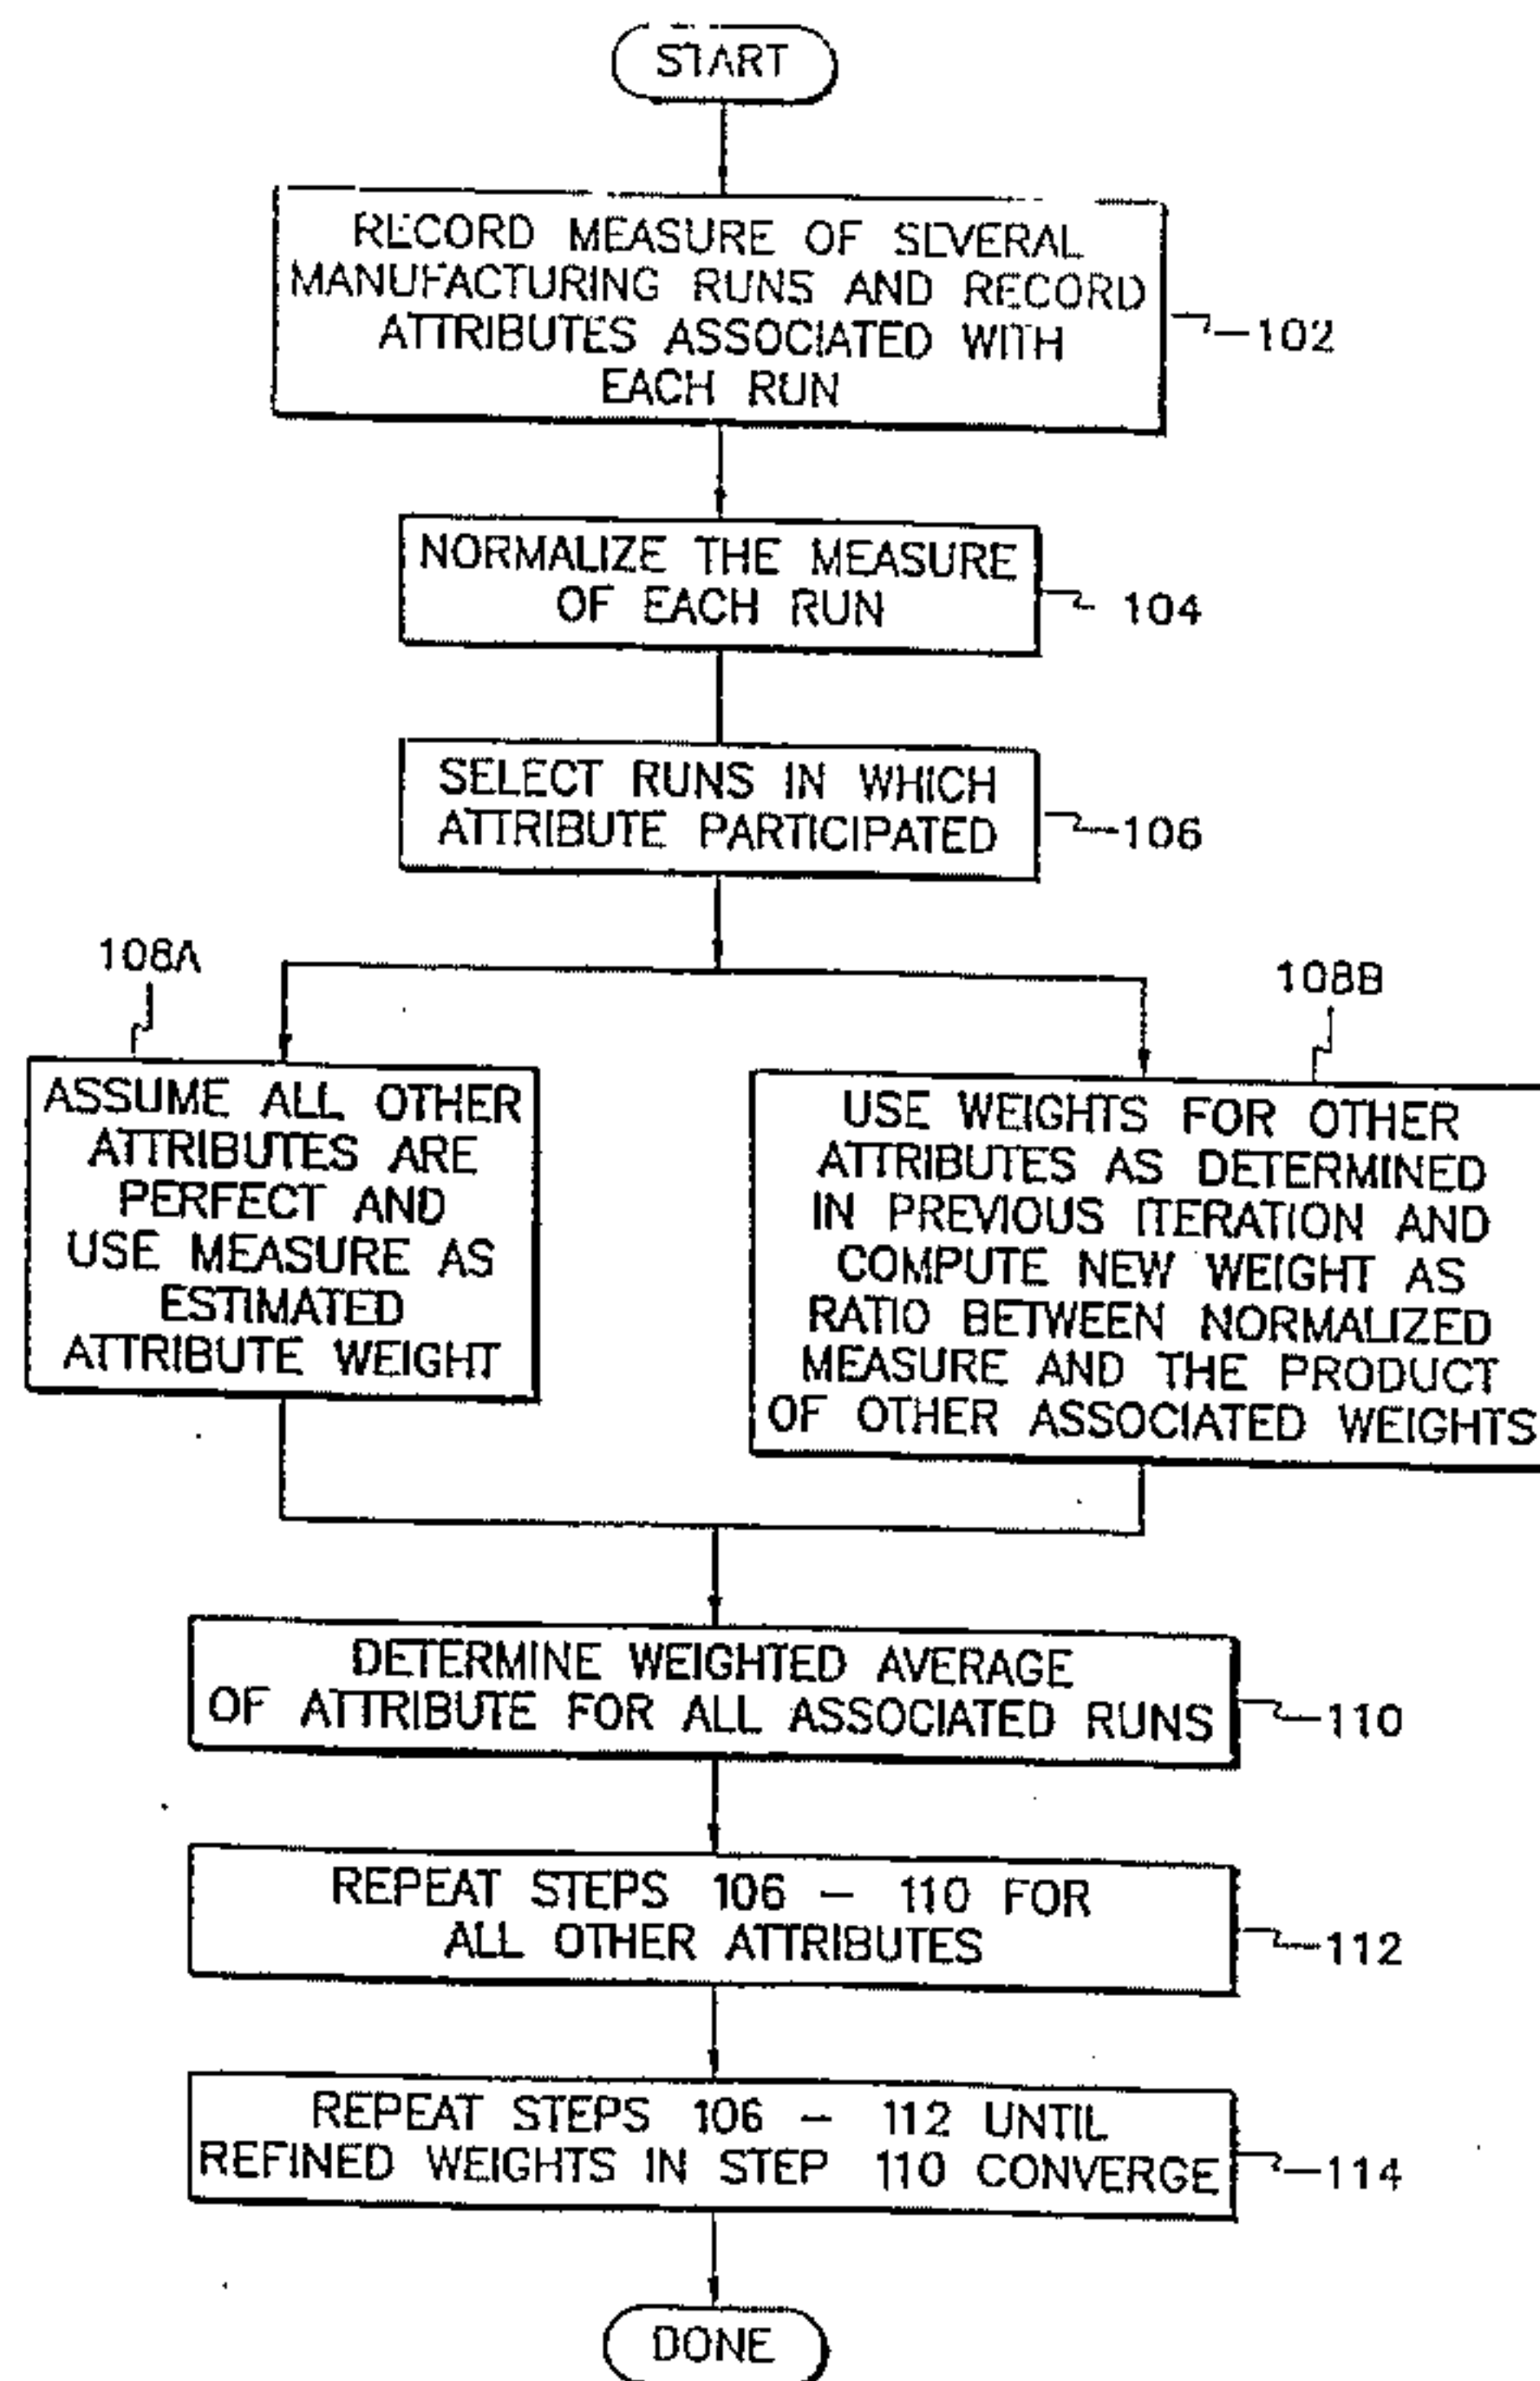 START
RECORD MEASURE OF SEVERAL
MANUFACTURING RUNS AND RECORD
ATTRIBUTES ASSOCIATED WITH
EACH RUN
102
NORMALIZE THE MEASURE
OF EACH RUN
104
SELECT RUNS IN WHICH
ATTRIBUTE PARTICIPATED
106
108A
108B
ASSUME ALL OTHER
ATTRIBUTES ARE
PERFECT AND
USE MEASURE AS
ESTIMATED
ATTRIBUTE WEIGHT
USE WEIGHTS FOR OTHER
ATTRIBUTES AS DETERMINED
IN PREVIOUS ITERATION AND
COMPUTE NEW WEIGHT AS
RATIO BETWEEN NORMALIZED
MEASURE AND THE PRODUCT
OF OTHER ASSOCIATED WEIGHTS
DETERMINE WEIGHTED AVERAGE
OF ATTRIBUTE FOR ALL ASSOCIATED RUNS
110
REPEAT STEPS 106 – 110 FOR
ALL OTHER ATTRIBUTES
112
REPEAT STEPS 106 – 112 UNTIL
REFINED WEIGHTS IN STEP 110 CONVERGE
114
DONE